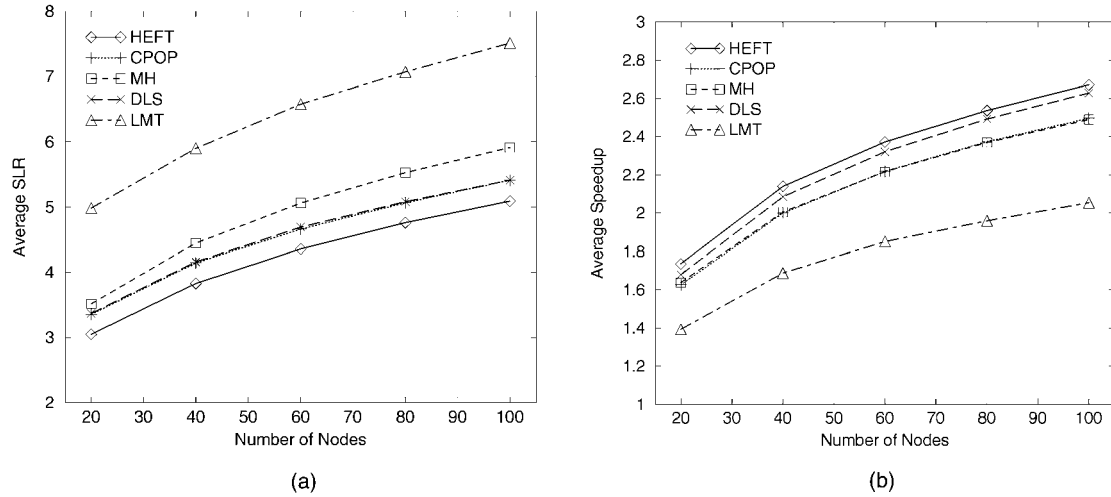 8
7
6
5
4
3
2
Average SLR
HEFT
CPOP
MH
DLS
LMT
20 30 40 50 60 70 80 90 100
Number of Nodes
(a)
3
2.8
2.6
2.4
2.2
2
1.8
1.6
1.4
1.2
1
Average Speedup
HEFT
CPOP
MH
DLS
LMT
20 30 40 50 60 70 80 90 100
Number of Nodes
(b)